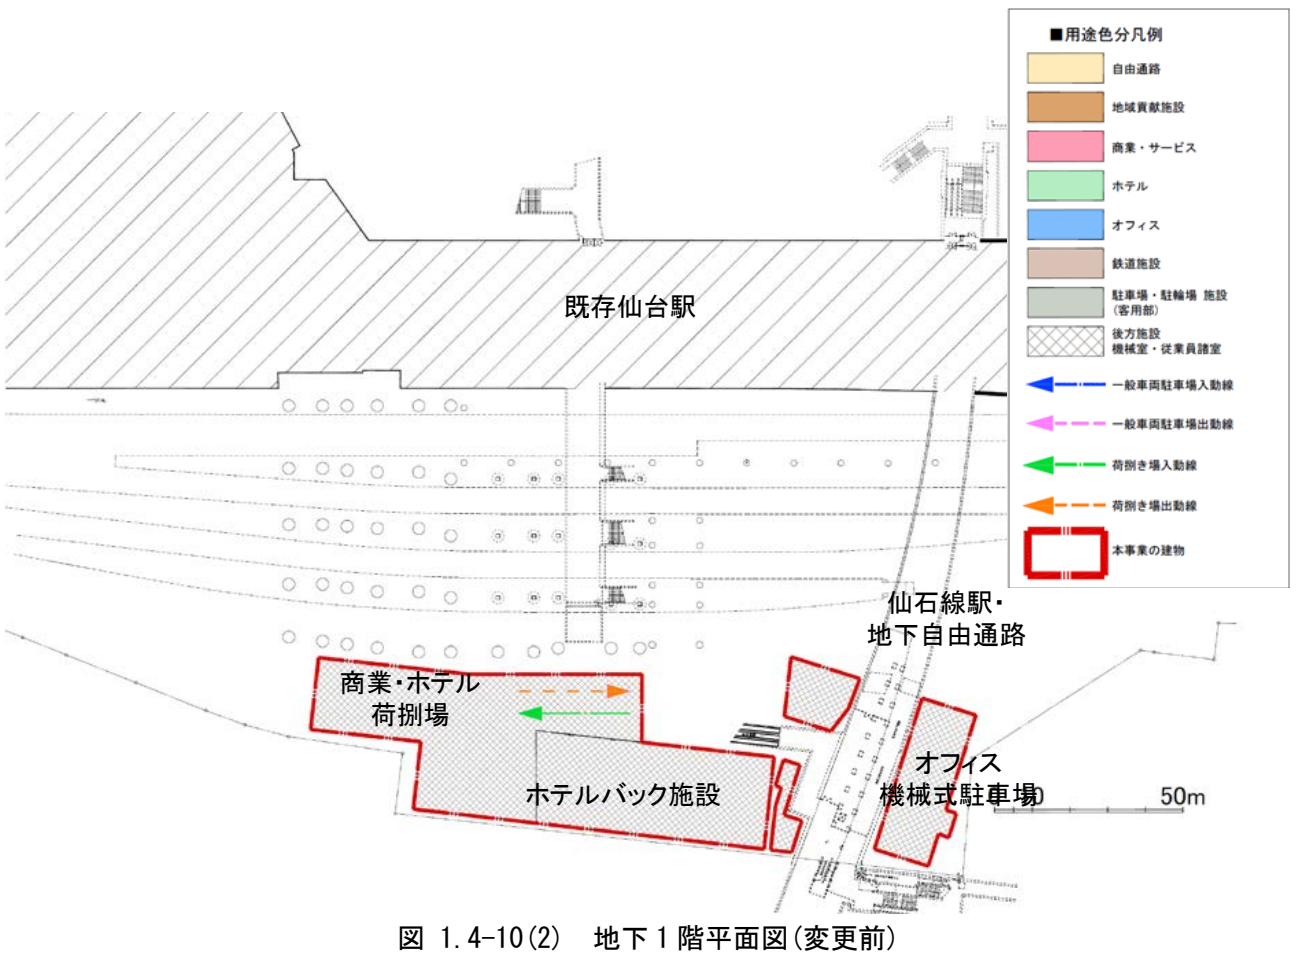 ■用途色分凡例
自由通路
地域貢献施設
商業・サービス
ホテル
オフィス
鉄道施設
駐車場・駐輪場 施設
(客用部)
後方施設
機械室・従業員諸室
一般車両駐車場入動線
一般車両駐車場出動線
荷捌き場入動線
荷捌き場出動線
本事業の建物
既存仙台駅
仙石線駅・
地下自由通路
商業・ホテル
荷捌場
ホテルバック施設
オフィス
機械式駐車場
50m
図 1.4-10(2) 地下1階平面図(変更前)